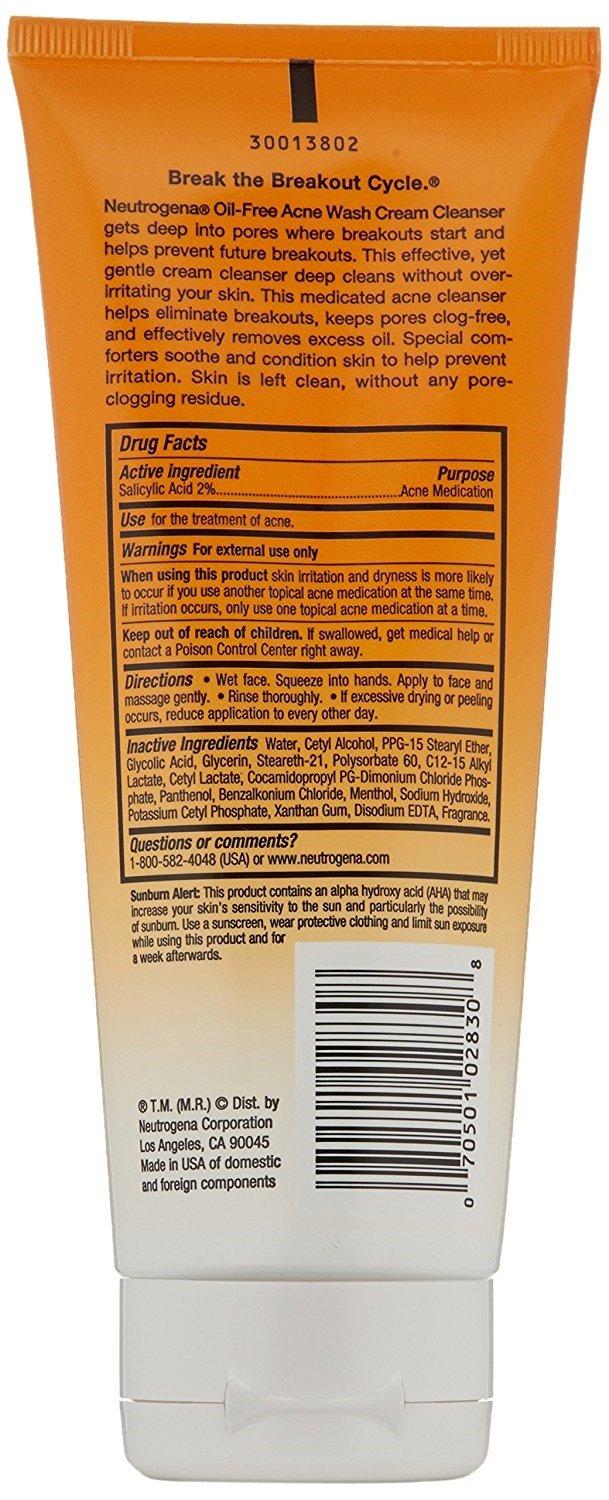 30013802
Break the Breakout Cycle.®
Neutrogena® Oil-Free Acne Wash Cream Cleanser
gets deep into pores where breakouts start and
helps prevent future breakouts. This effective, yet
gentle cream cleanser deep cleans without over-
irritating your skin. This medicated acne cleanser
helps eliminate breakouts, keeps pores clog-free,
and effectively removes excess oil. Special com-
forters soothe and condition skin to help prevent
irritation. Skin is left clean, without any pore-
clogging residue.
Drug Facts
Active ingredient Purpose
Salicylic Acid 2%..........................................Acne Medication
Use for the treatment of acne.
Warnings For external use only
When using this product skin irritation and dryness is more likely
to occur if you use another topical acne medication at the same time.
If irritation occurs, only use one topical acne medication at a time.
Keep out of reach of children. If swallowed, get medical help or
contact a Poison Control Center right away.
Directions • Wet face. Squeeze into hands. Apply to face and
massage gently. • Rinse thoroughly. • If excessive drying or peeling
occurs, reduce application to every other day.
Inactive Ingredients Water, Cetyl Alcohol, PPG-15 Stearyl Ether,
Glycolic Acid, Glycerin, Steareth-21, Polysorbate 60, C12-15 Alkyl
Lactate, Cetyl Lactate, Cocamidopropyl PG-Dimonium Chloride Phos-
phate, Panthenol, Benzalkonium Chloride, Menthol, Sodium Hydroxide,
Potassium Cetyl Phosphate, Xanthan Gum, Disodium EDTA, Fragrance.
Questions or comments?
1-800-582-4048 (USA) or www.neutrogena.com
Sunburn Alert: This product contains an alpha hydroxy acid (AHA) that may
increase your skin's sensitivity to the sun and particularly the possibility
of sunburn. Use a sunscreen, wear protective clothing and limit sun exposure
while using this product and for
a week afterwards.
® T.M. (M.R.) © Dist. by
Neutrogena Corporation
Los Angeles, CA 90045
Made in USA of domestic
and foreign components
0 70501 02830 8